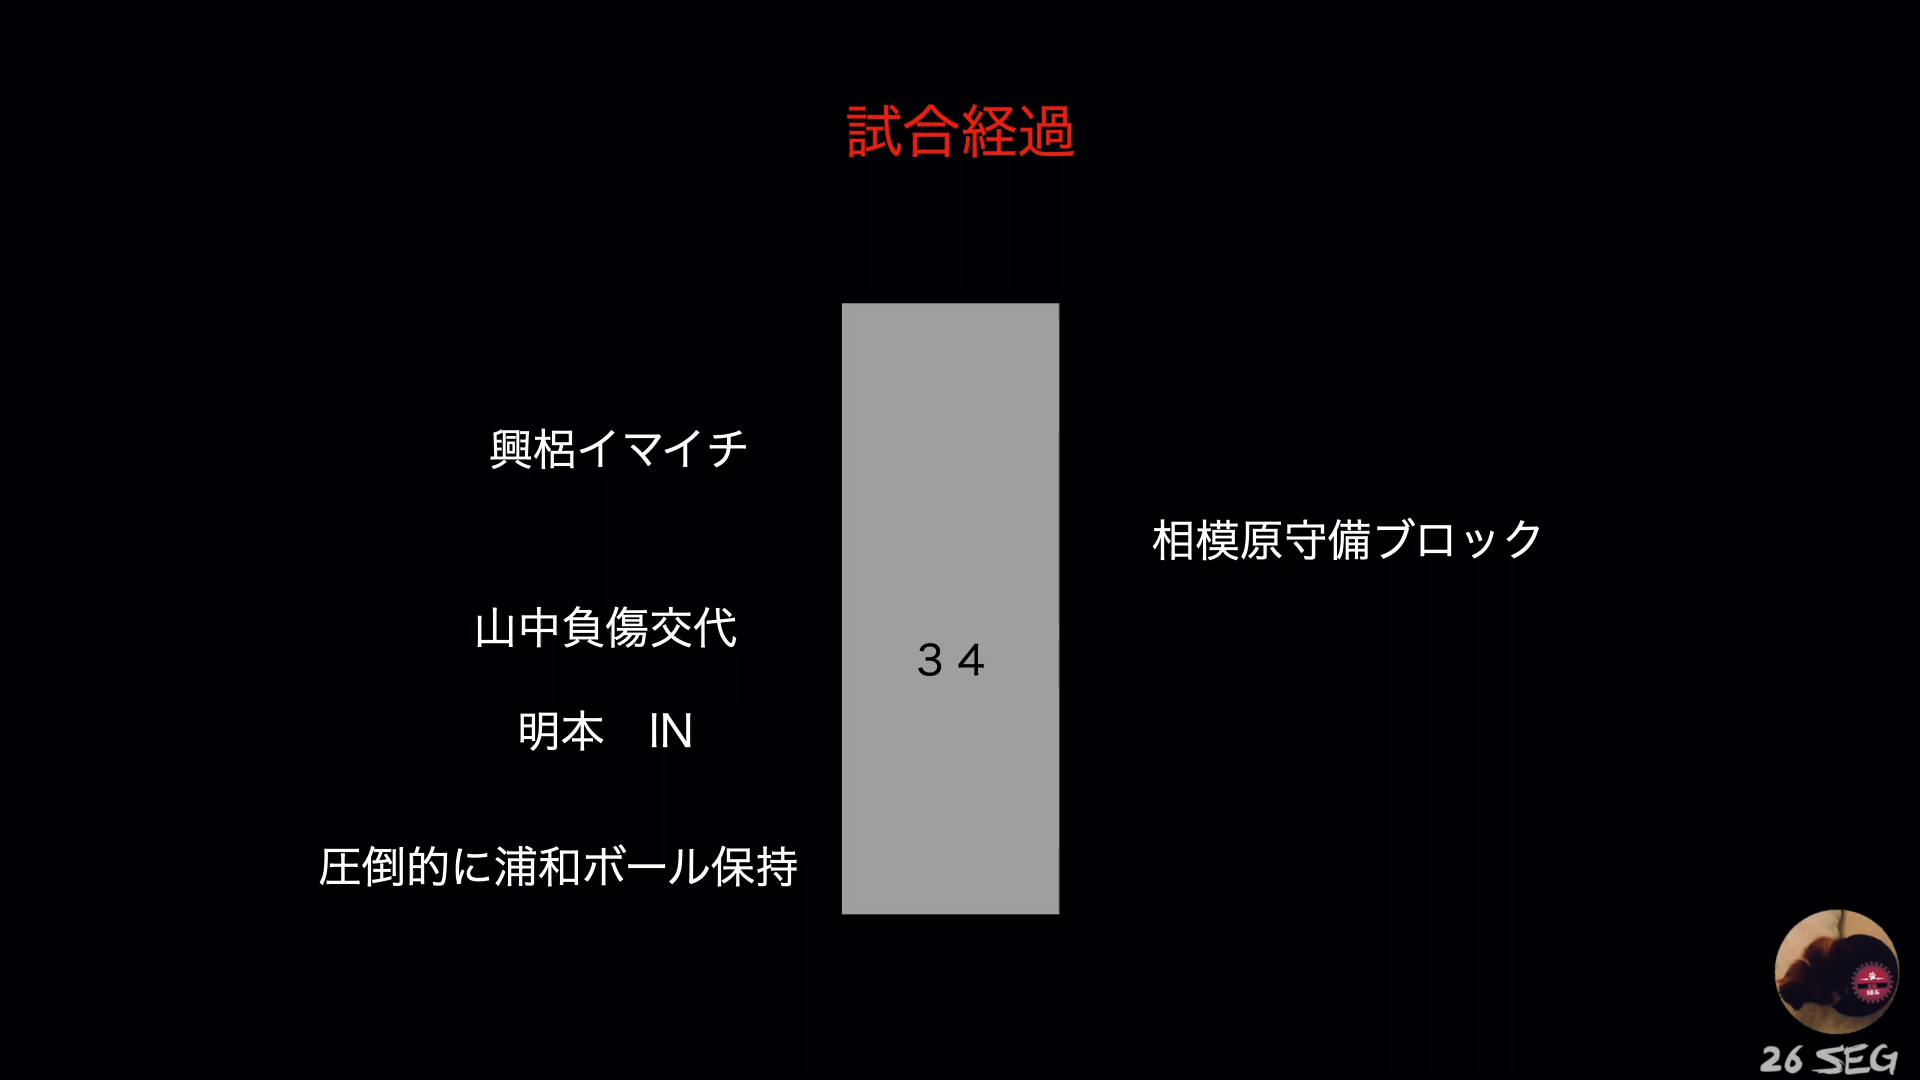 試合経過
興梠イマイチ
相模原守備ブロック
山中負傷交代
３４
明本　IN
圧倒的に浦和ボール保持
SEG
26 SEG